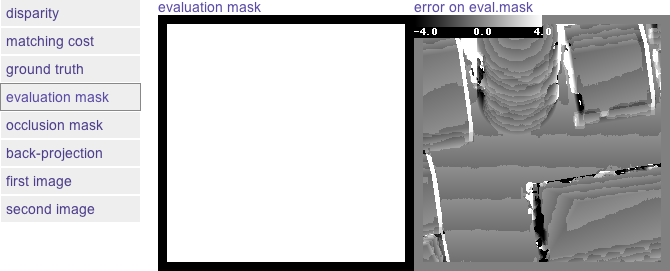 disparity
matching cost
ground truth
evaluation mask
occlusion mask
back-projection
first image
second image
evaluation mask
error on eval.mask
-4.0 0.0 4.0